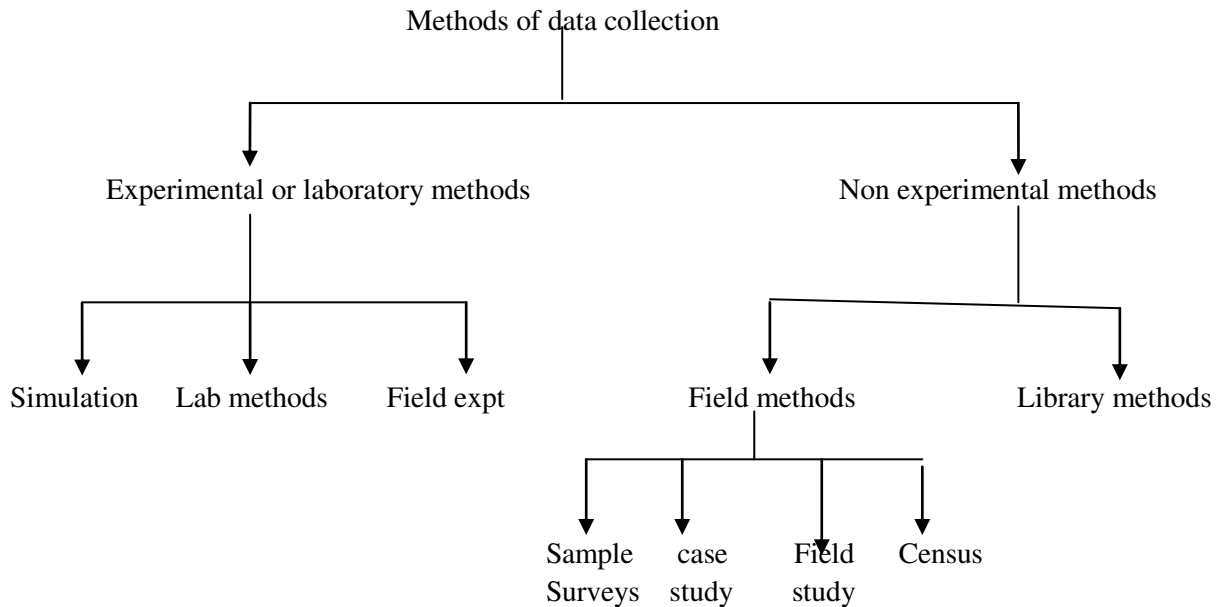 Methods of data collection
Experimental or laboratory methods
Non experimental methods
Simulation
Lab methods
Field expt
Field methods
Library methods
Sample
Surveys
case
study
Field
study
Census